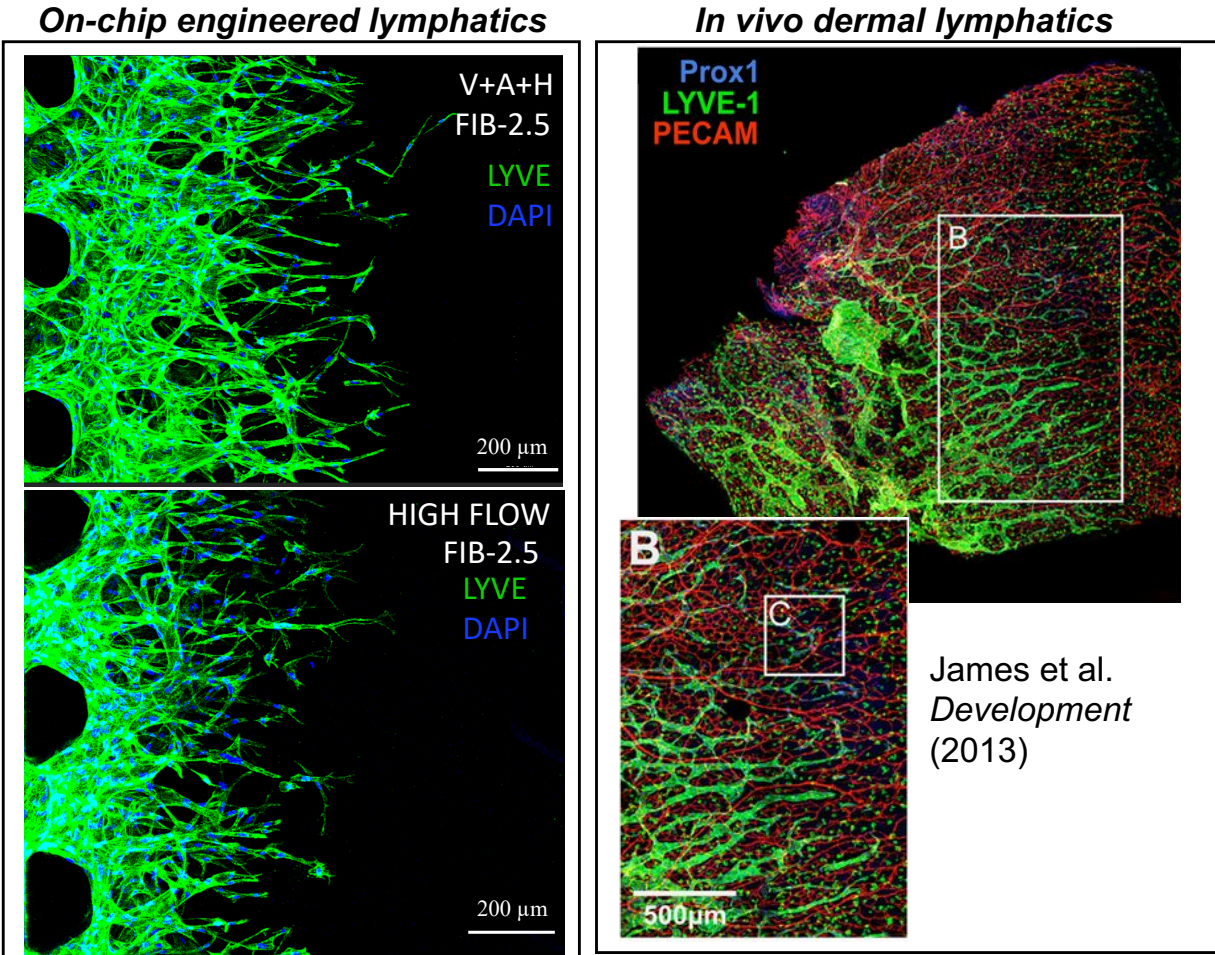 On-chip engineered lymphatics
V+A+H
FIB-2.5
LYVE
DAPI
200 µm
HIGH FLOW
FIB-2.5
LYVE
DAPI
200 µm
In vivo dermal lymphatics
Prox1
LYVE-1
PECAM
B
B
C
500µm
James et al.
Development
(2013)